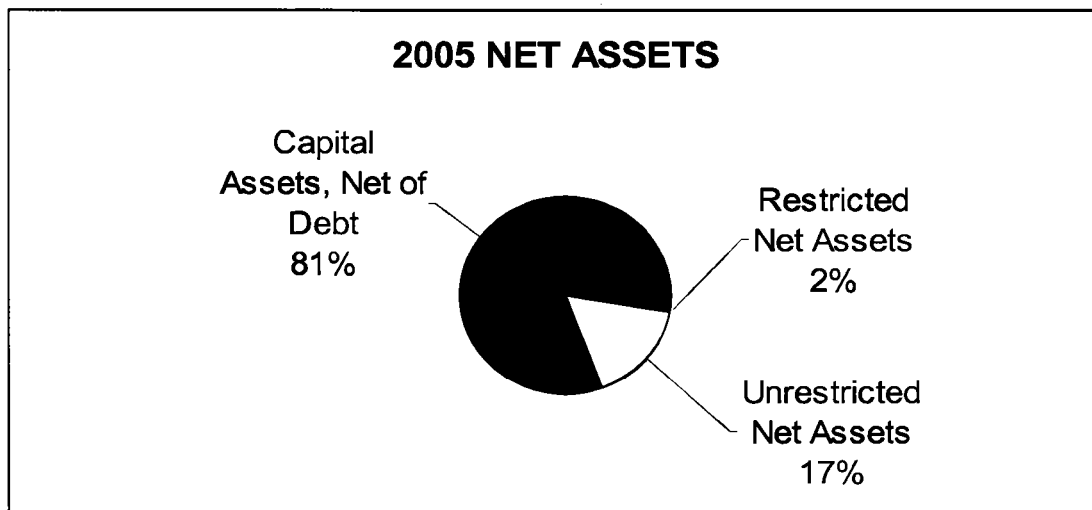 2005 NET ASSETS
Capital
Assets, Net of
Debt
81%
Restricted
Net Assets
2%
Unrestricted
Net Assets
17%